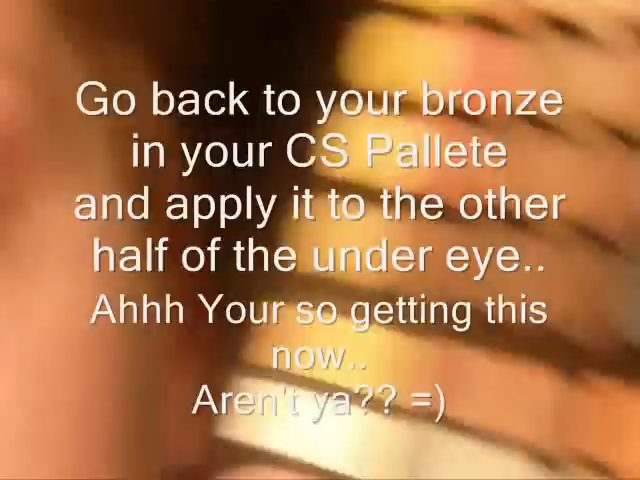 Go back to your bronze
in your CS Pallete
and apply it to the other
half of the under eye..
Ahhh Your so getting this
now..
Aren't ya?? =)